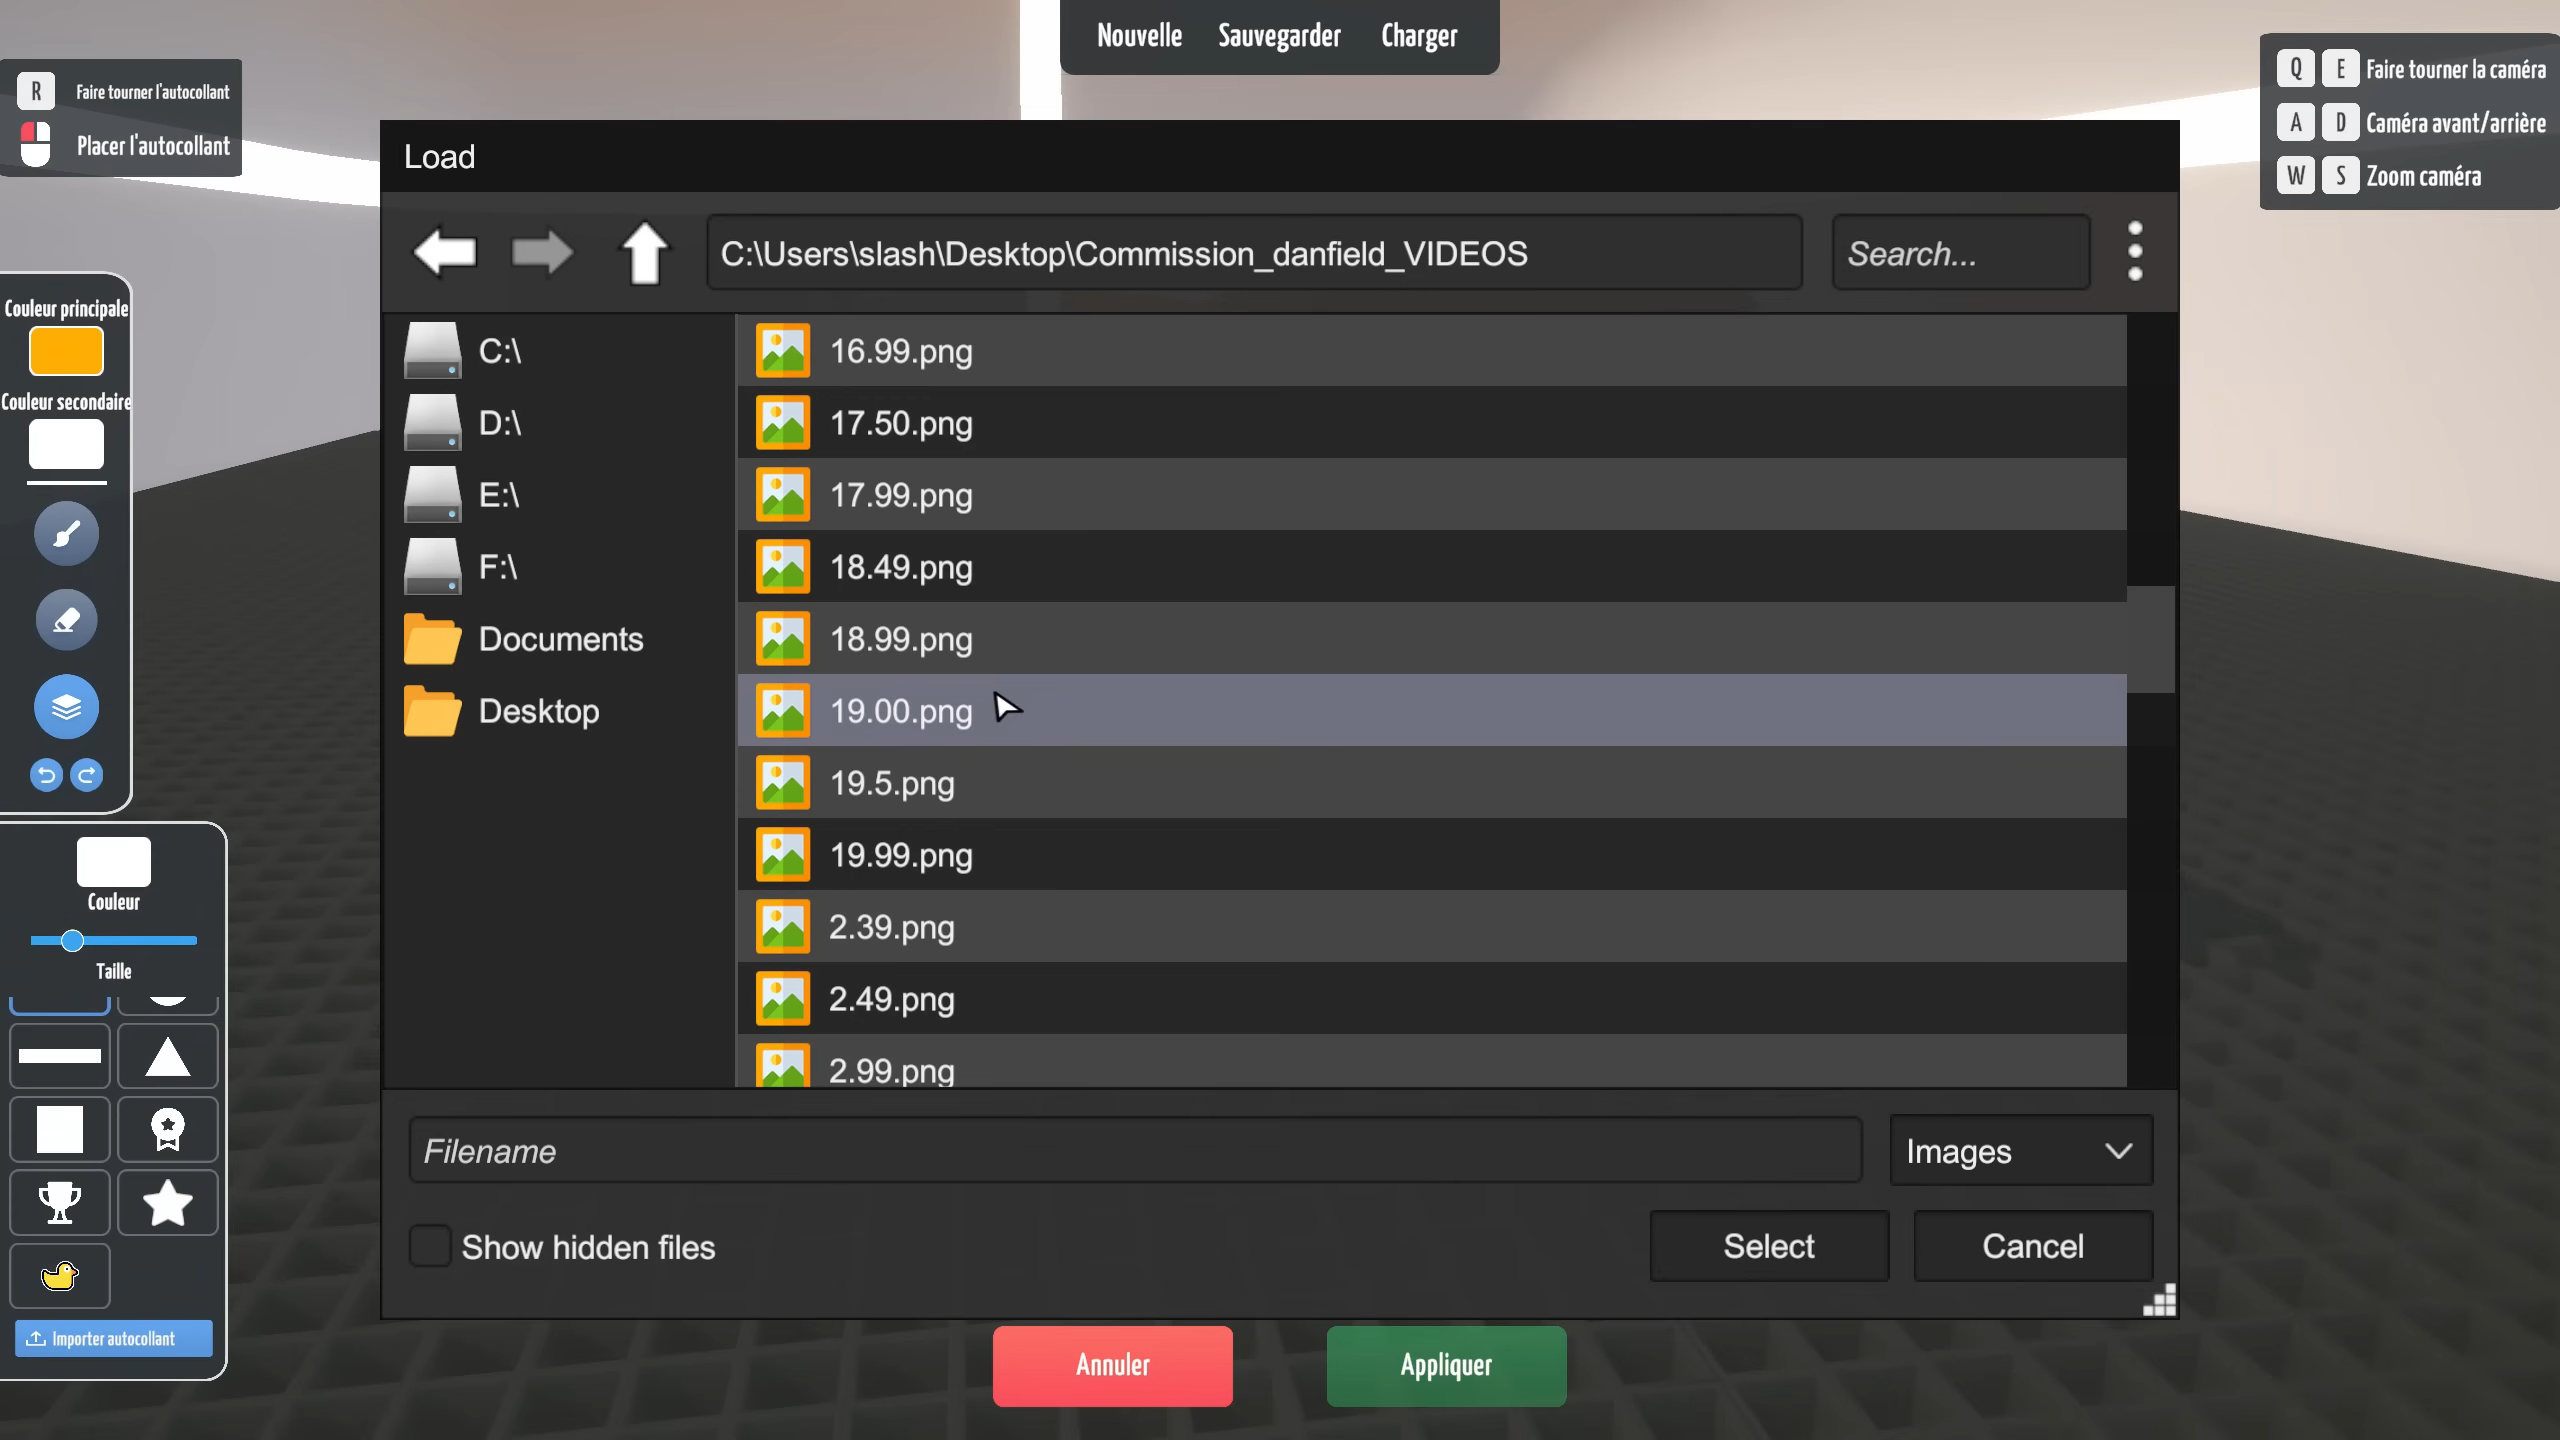 Nouvelle Sauvegarder Charger
R Faire tourner l'autocollant
Placer l'autocollant
Q E Faire tourner la caméra
A D Caméra avant/arrière
W S Zoom caméra
Load
C:\Users\slash\Desktop\Commission_danfield_VIDEOS
Search...
C:\
D:\
E:\
F:\
Documents
Desktop
16.99.png
17.50.png
17.99.png
18.49.png
18.99.png
19.00.png
19.5.png
19.99.png
2.39.png
2.49.png
2.99.png
Filename
Images
Show hidden files
Select
Cancel
Couleur principale
Couleur secondaire
Couleur
Taille
Importer autocollant
Annuler
Appliquer